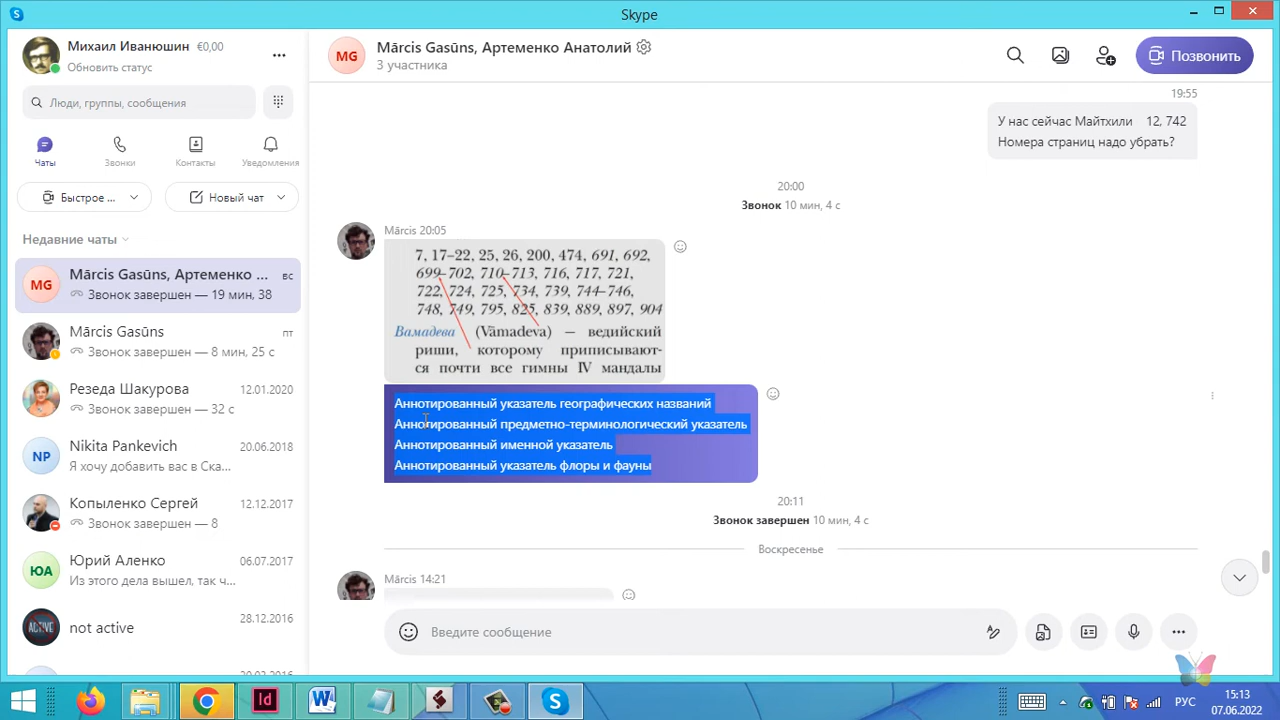 Skype
Михаил Иванюшин €0,00
Обновить статус
Люди, группы, сообщения
Чаты
Звонки
Контакты
Уведомления
Быстрое ...
Новый чат
Недавние чаты
MG
Mārcis Gasūns, Артеменко ... вс
Звонок завершен — 19 мин, 38
Mārcis Gasūns пт
Звонок завершен — 8 мин, 25 с
Резеда Шакурова 12.01.2020
Звонок завершен — 32 с
NP
Nikita Pankevich 20.06.2018
Я хочу добавить вас в Ска...
Копыленко Сергей 12.12.2017
Звонок завершен — 8
ЮА
Юрий Аленко 06.07.2017
Из этого дела вышел, так ч...
ACTIVE
not active 28.12.2016
MG
Mārcis Gasūns, Артеменко Анатолий
3 участника
Позвонить
19:55
У нас сейчас Майтхили 12, 742
Номера страниц надо убрать?
20:00
Звонок 10 мин, 4 с
Mārcis 20:05
7, 17–22, 25, 26, 200, 474, 691, 692,
699–702, 710–713, 716, 717, 721,
722, 724, 725, 734, 739, 744–746,
748, 749, 795, 825, 839, 889, 897, 904
Вамадева (Vāmadeva) — ведийский
риши, которому приписывают-
ся почти все гимны IV мандалы
Аннотированный указатель географических названий
Аннотированный предметно-терминологический указатель
Аннотированный именной указатель
Аннотированный указатель флоры и фауны
20:11
Звонок завершен 10 мин, 4 с
Воскресенье
Mārcis 14:21
Введите сообщение
Id
W
S
РУС
15:13
07.06.2022